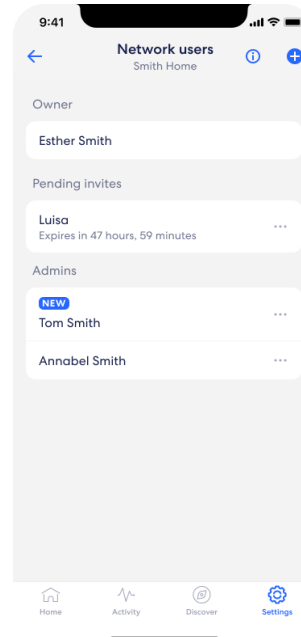 9:41
Network users
Smith Home
Owner
Esther Smith
Pending invites
Luisa
Expires in 47 hours, 59 minutes
Admins
NEW
Tom Smith
Annabel Smith
Home Activity Discover Settings